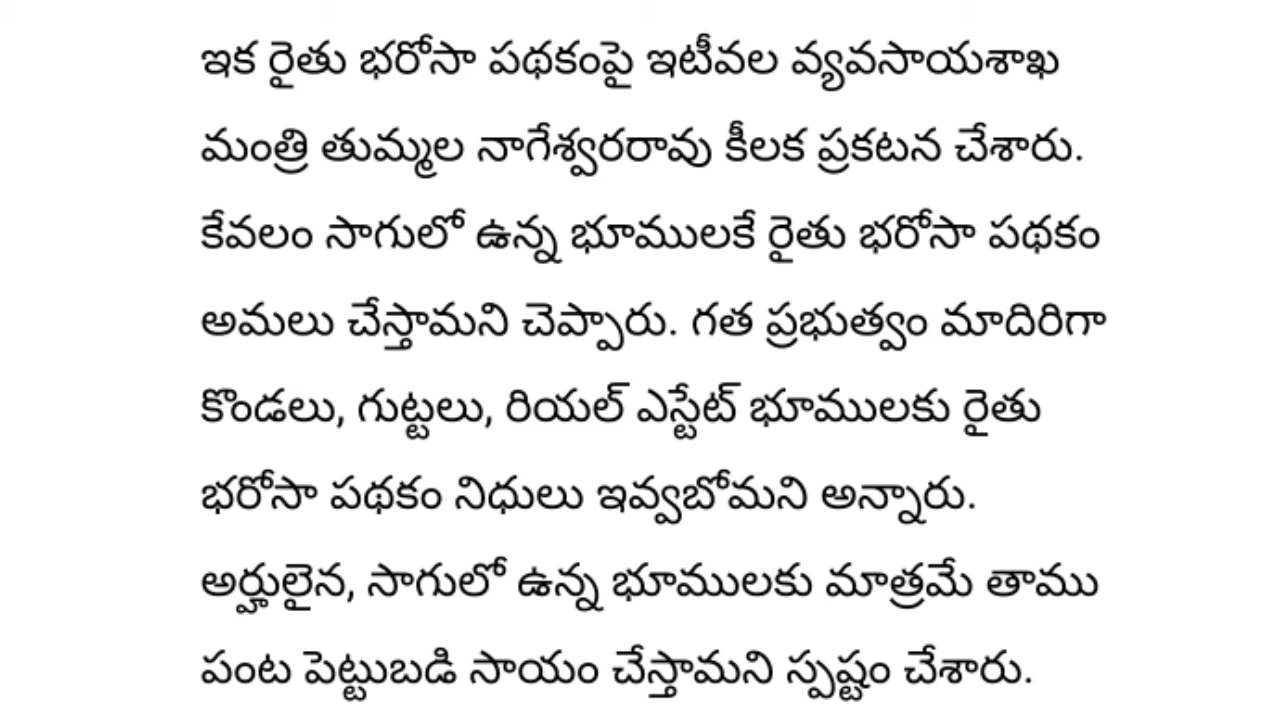 ఇక రైతు భరోసా పథకంపై ఇటీవల వ్యవసాయశాఖ
మంత్రి తుమ్మల నాగేశ్వరరావు కీలక ప్రకటన చేశారు.
కేవలం సాగులో ఉన్న భూములకే రైతు భరోసా పథకం
అమలు చేస్తామని చెప్పారు. గత ప్రభుత్వం మాదిరిగా
కొండలు, గుట్టలు, రియల్ ఎస్టేట్ భూములకు రైతు
భరోసా పథకం నిధులు ఇవ్వబోమని అన్నారు.
అర్హులైన, సాగులో ఉన్న భూములకు మాత్రమే తాము
పంట పెట్టుబడి సాయం చేస్తామని స్పష్టం చేశారు.